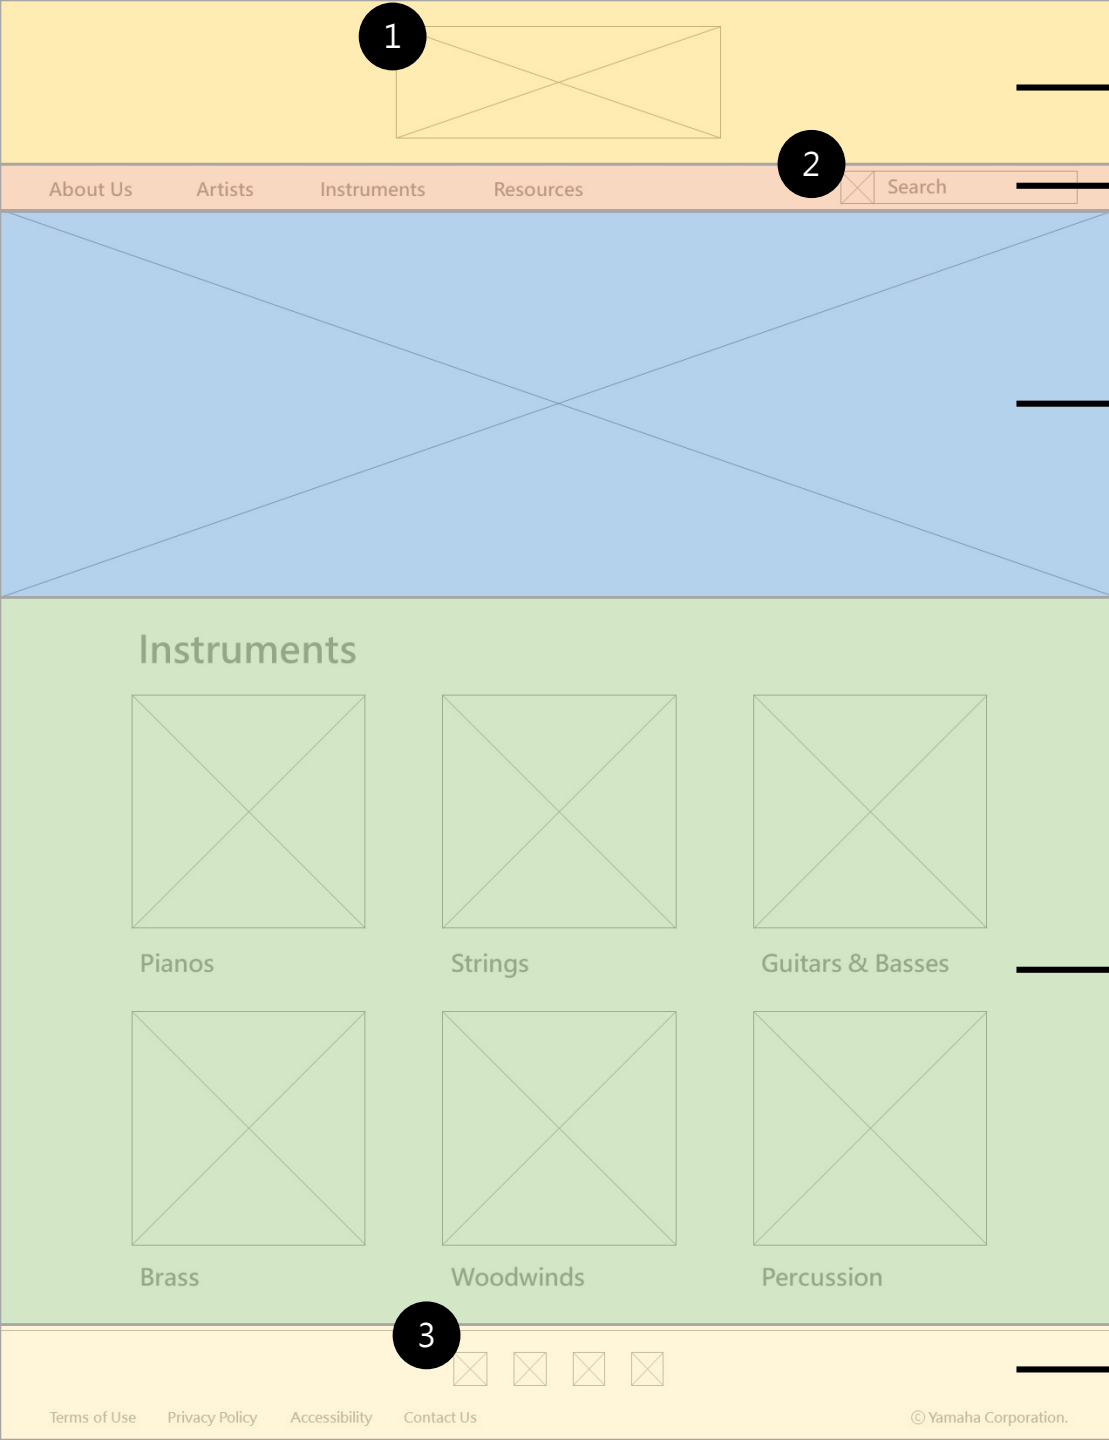 1
2
About Us Artists Instruments Resources Search
Instruments
Pianos Strings Guitars & Basses
Brass Woodwinds Percussion
3
Terms of Use Privacy Policy Accessibility Contact Us © Yamaha Corporation.